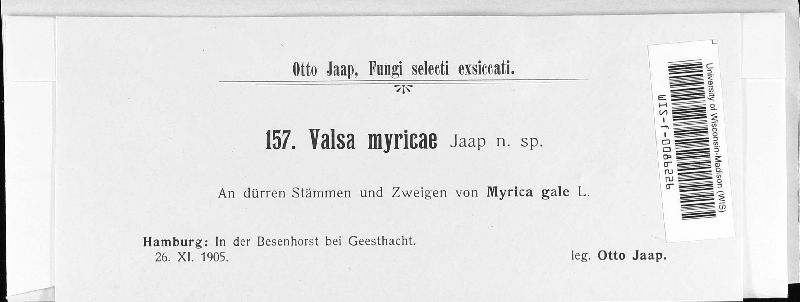 Otto Jaap, Fungi selecti exsiccati.
157. Valsa myricae Jaap n. sp.
An dürren Stämmen und Zweigen von Myrica gale L.
Hamburg: In der Besenhorst bei Geesthacht.
26. XI. 1905.
leg. Otto Jaap.
University of Wisconsin-Madison (WIS)
WIS-f-0086226